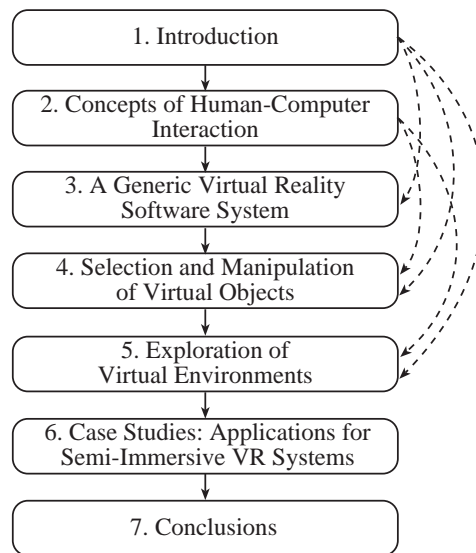 1. Introduction
2. Concepts of Human-Computer
Interaction
3. A Generic Virtual Reality
Software System
4. Selection and Manipulation
of Virtual Objects
5. Exploration of
Virtual Environments
6. Case Studies: Applications for
Semi-Immersive VR Systems
7. Conclusions